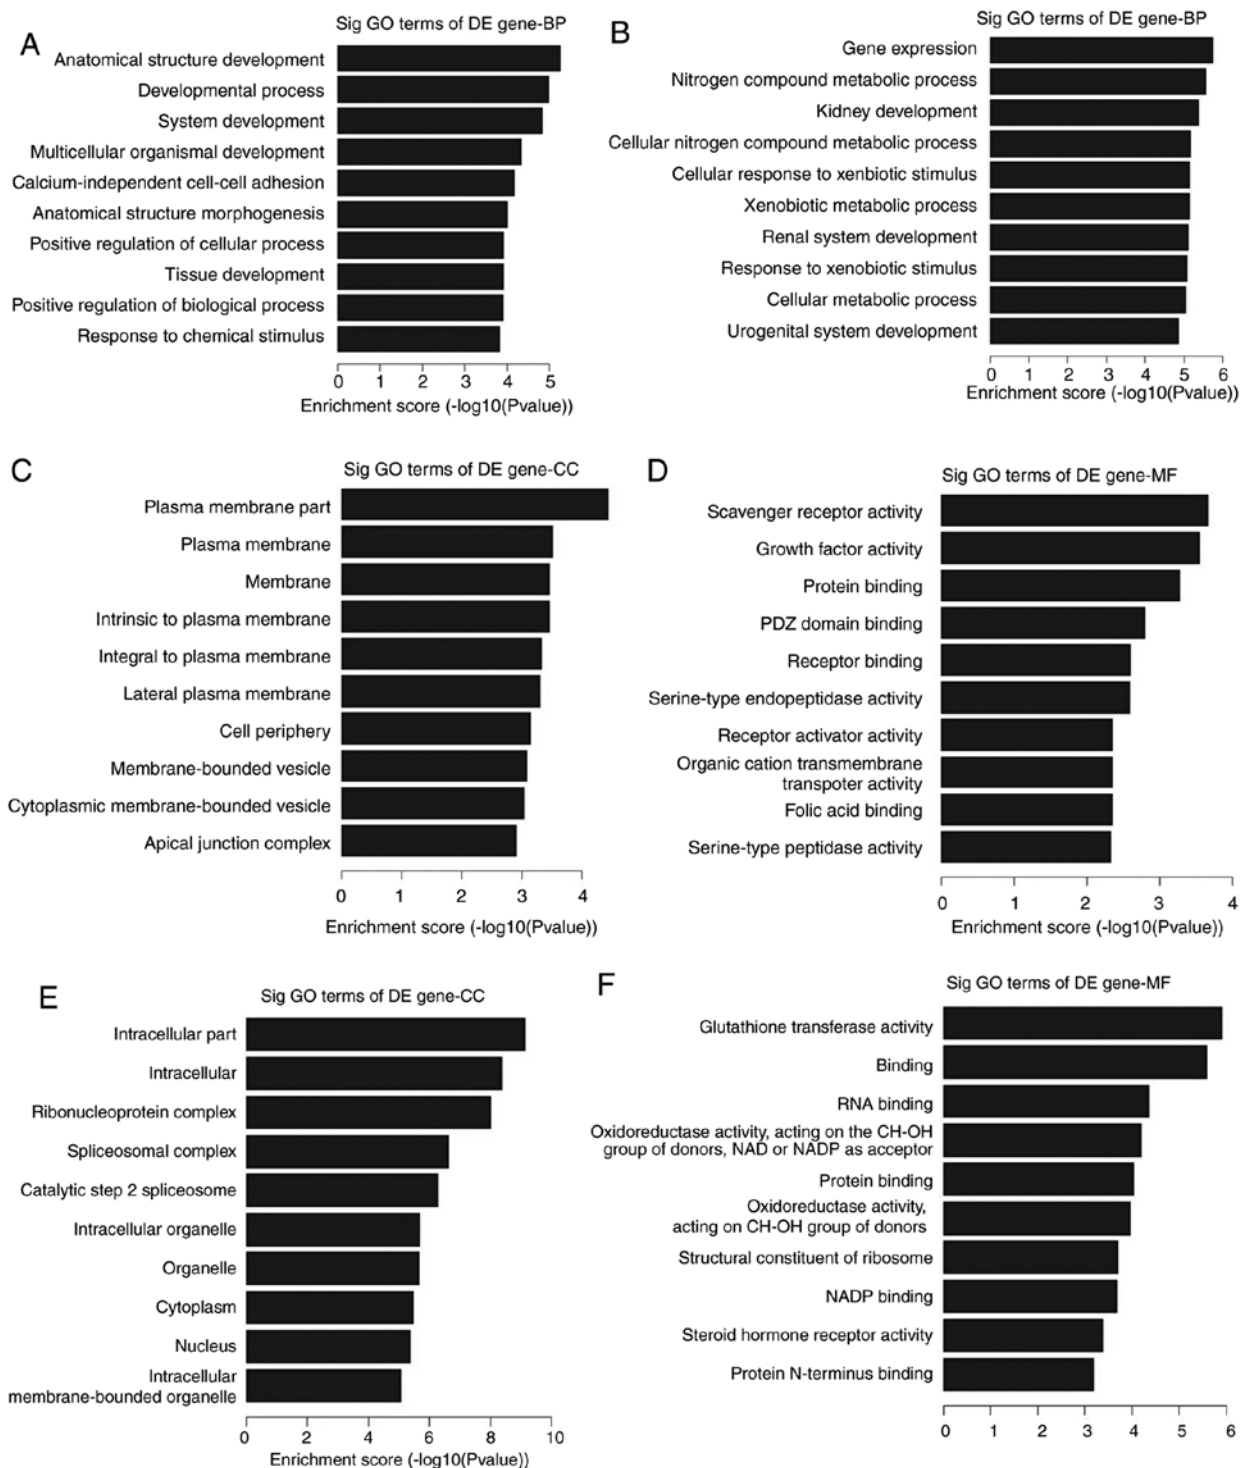 A
Sig GO terms of DE gene-BP
Anatomical structure development
Developmental process
System development
Multicellular organismal development
Calcium-independent cell-cell adhesion
Anatomical structure morphogenesis
Positive regulation of cellular process
Tissue development
Positive regulation of biological process
Response to chemical stimulus
0 1 2 3 4 5
Enrichment score (-log10(Pvalue))
B
Sig GO terms of DE gene-BP
Gene expression
Nitrogen compound metabolic process
Kidney development
Cellular nitrogen compound metabolic process
Cellular response to xenbiotic stimulus
Xenobiotic metabolic process
Renal system development
Response to xenobiotic stimulus
Cellular metabolic process
Urogenital system development
0 1 2 3 4 5 6
Enrichment score (-log10(Pvalue))
C
Sig GO terms of DE gene-CC
Plasma membrane part
Plasma membrane
Membrane
Intrinsic to plasma membrane
Integral to plasma membrane
Lateral plasma membrane
Cell periphery
Membrane-bounded vesicle
Cytoplasmic membrane-bounded vesicle
Apical junction complex
0 1 2 3 4
Enrichment score (-log10(Pvalue))
D
Sig GO terms of DE gene-MF
Scavenger receptor activity
Growth factor activity
Protein binding
PDZ domain binding
Receptor binding
Serine-type endopeptidase activity
Receptor activator activity
Organic cation transmembrane
transpoter activity
Folic acid binding
Serine-type peptidase activity
0 1 2 3 4
Enrichment score (-log10(Pvalue))
E
Sig GO terms of DE gene-CC
Intracellular part
Intracellular
Ribonucleoprotein complex
Spliceosomal complex
Catalytic step 2 spliceosome
Intracellular organelle
Organelle
Cytoplasm
Nucleus
Intracellular
membrane-bounded organelle
0 2 4 6 8 10
Enrichment score (-log10(Pvalue))
F
Sig GO terms of DE gene-MF
Glutathione transferase activity
Binding
RNA binding
Oxidoreductase activity, acting on the CH-OH
group of donors, NAD or NADP as acceptor
Protein binding
Oxidoreductase activity,
acting on CH-OH group of donors
Structural constituent of ribosome
NADP binding
Steroid hormone receptor activity
Protein N-terminus binding
0 1 2 3 4 5 6